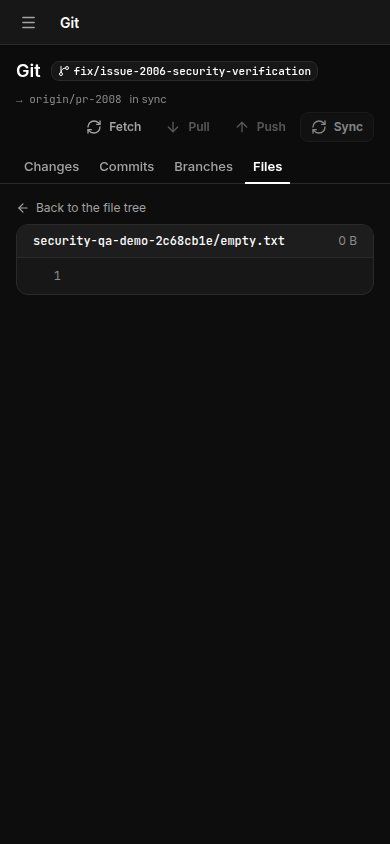 Git
Git fix/issue-2006-security-verification
→ origin/pr-2008 in sync
Fetch Pull Push Sync
Changes Commits Branches Files
← Back to the file tree
security-qa-demo-2c68cb1e/empty.txt 0 B
1